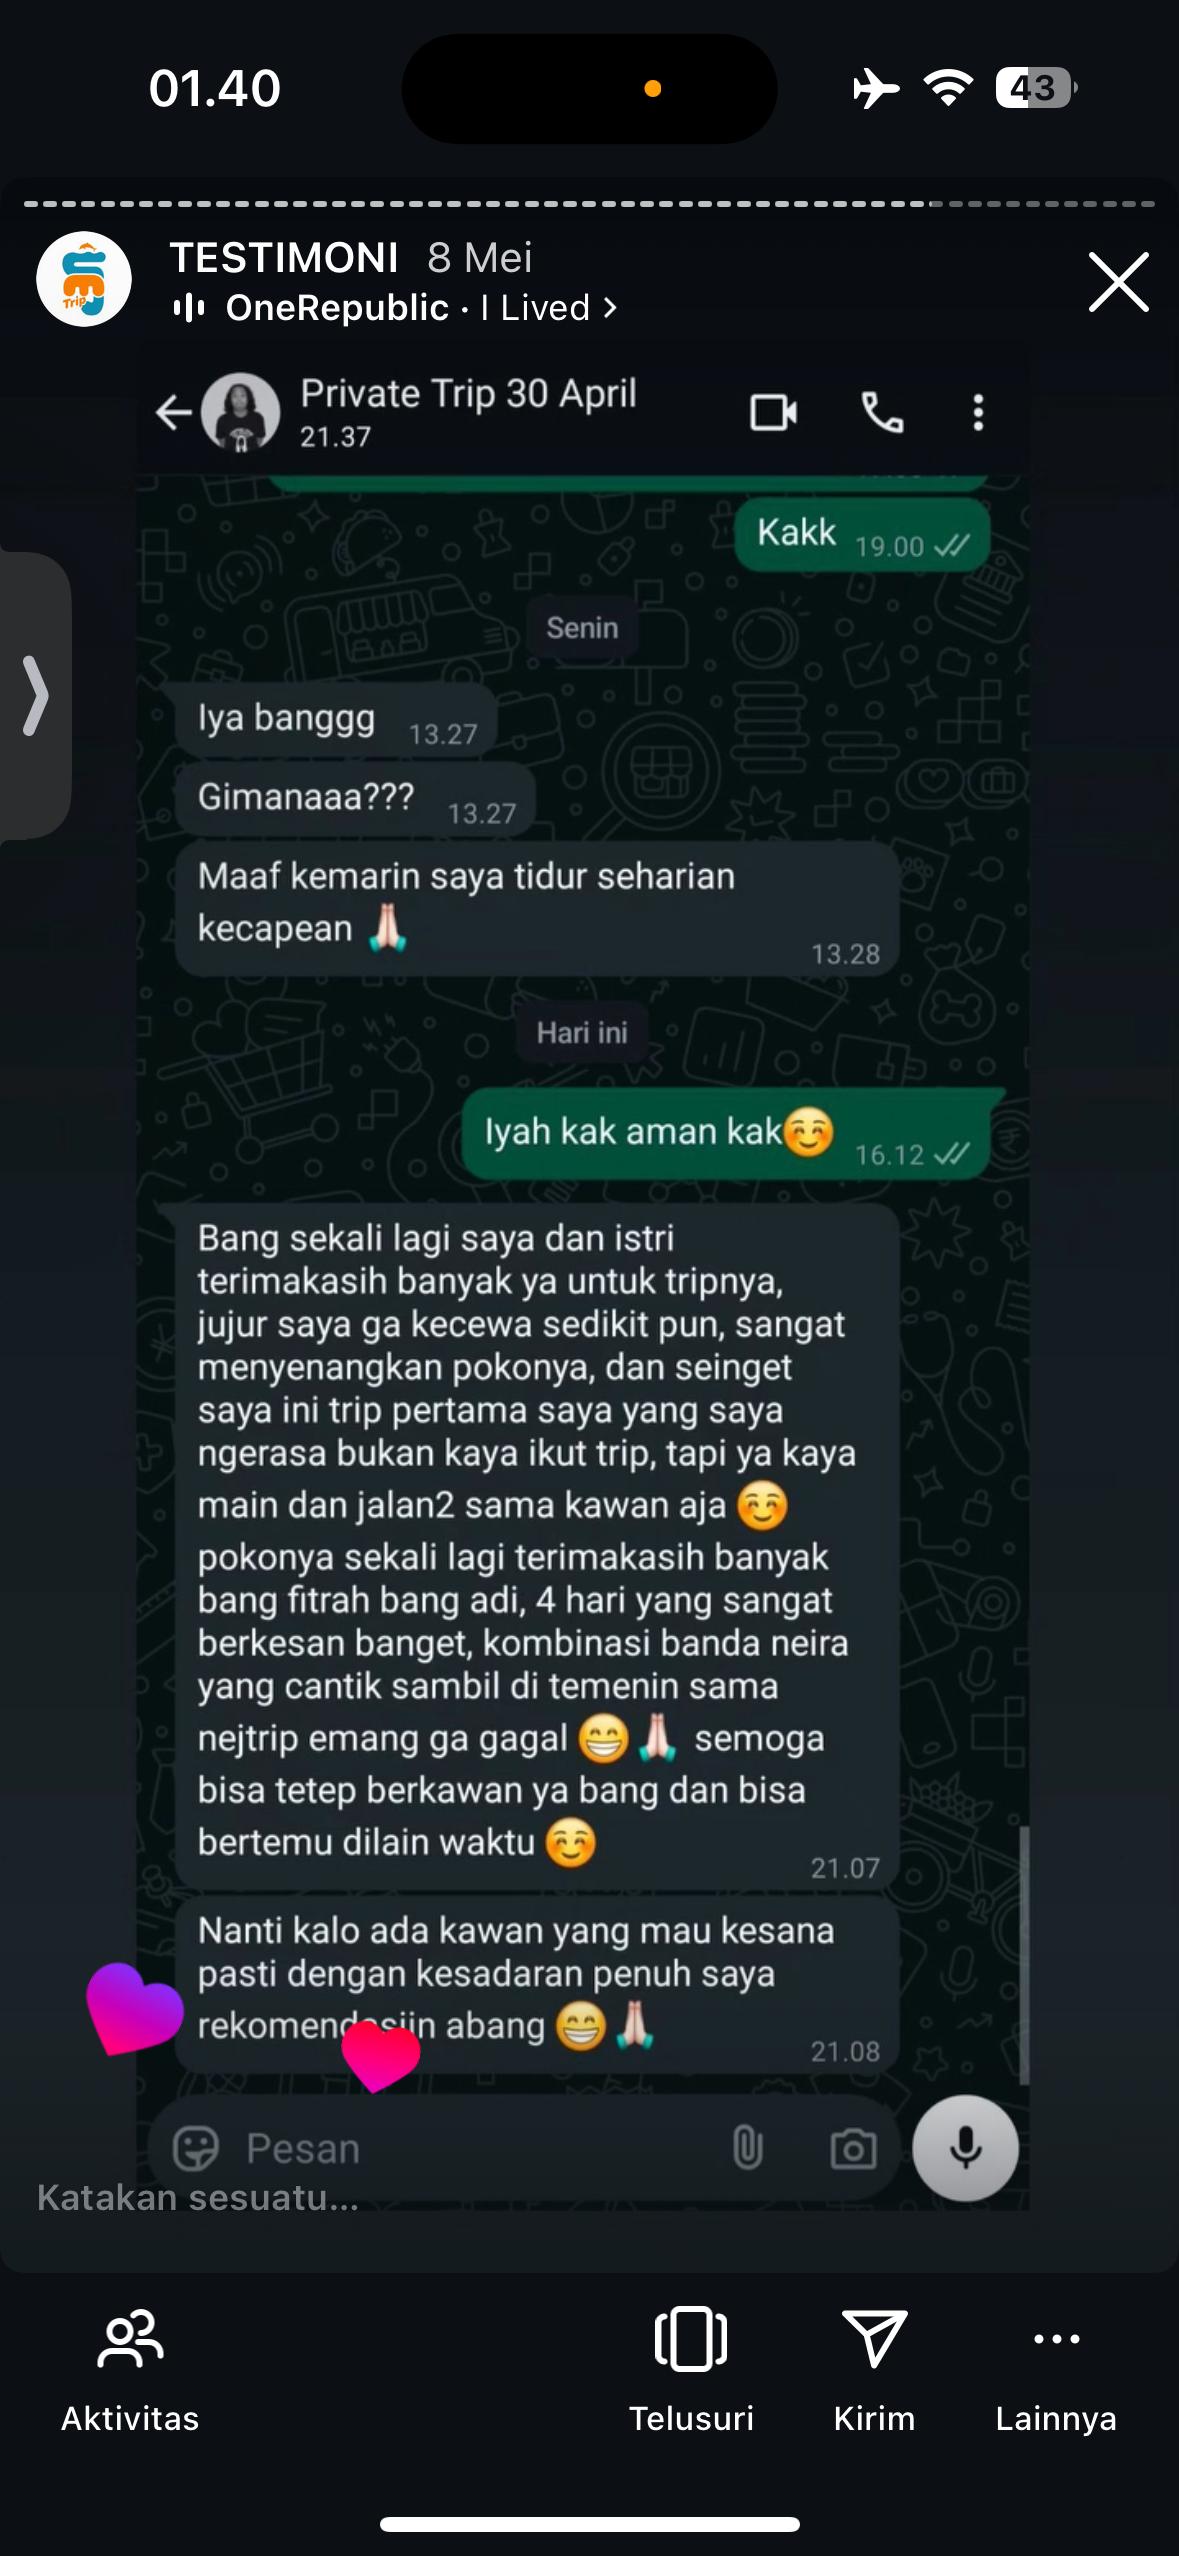 01.40
43
TESTIMONI 8 Mei
OneRepublic · I Lived >
Trip
Private Trip 30 April
21.37
Kakk 19.00
Senin
Iya banggg 13.27
Gimanaaa??? 13.27
Maaf kemarin saya tidur seharian
kecapean 🙏🏻
13.28
Hari ini
Iyah kak aman kak☺️ 16.12
Bang sekali lagi saya dan istri
terimakasih banyak ya untuk tripnya,
jujur saya ga kecewa sedikit pun, sangat
menyenangkan pokonya, dan seinget
saya ini trip pertama saya yang saya
ngerasa bukan kaya ikut trip, tapi ya kaya
main dan jalan2 sama kawan aja ☺️
pokonya sekali lagi terimakasih banyak
bang fitrah bang adi, 4 hari yang sangat
berkesan banget, kombinasi banda neira
yang cantik sambil di temenin sama
nejtrip emang ga gagal 😁🙏🏻 semoga
bisa tetep berkawan ya bang dan bisa
bertemu dilain waktu ☺️
21.07
Nanti kalo ada kawan yang mau kesana
pasti dengan kesadaran penuh saya
rekomendasiin abang 😁🙏🏻
21.08
Pesan
Katakan sesuatu...
Aktivitas
Telusuri
Kirim
Lainnya